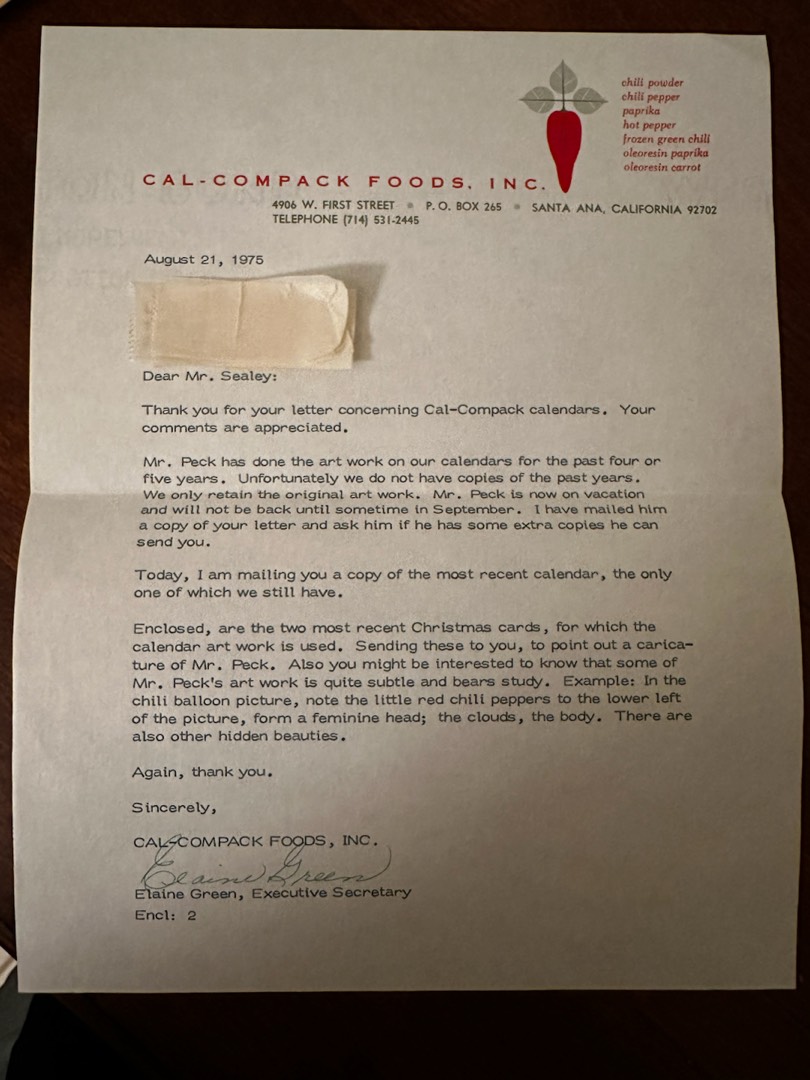 chili powder
chili pepper
paprika
hot pepper
frozen green chili
oleoresin paprika
oleoresin carrot
CAL-COMPACK FOODS, INC.
4906 W. FIRST STREET • P. O. BOX 265 • SANTA ANA, CALIFORNIA 92702
TELEPHONE (714) 531-2445
August 21, 1975
Dear Mr. Sealey:
Thank you for your letter concerning Cal-Compack calendars. Your
comments are appreciated.
Mr. Peck has done the art work on our calendars for the past four or
five years. Unfortunately we do not have copies of the past years.
We only retain the original art work. Mr. Peck is now on vacation
and will not be back until sometime in September. I have mailed him
a copy of your letter and ask him if he has some extra copies he can
send you.
Today, I am mailing you a copy of the most recent calendar, the only
one of which we still have.
Enclosed, are the two most recent Christmas cards, for which the
calendar art work is used. Sending these to you, to point out a carica-
ture of Mr. Peck. Also you might be interested to know that some of
Mr. Peck's art work is quite subtle and bears study. Example: In the
chili balloon picture, note the little red chili peppers to the lower left
of the picture, form a feminine head; the clouds, the body. There are
also other hidden beauties.
Again, thank you.
Sincerely,
CAL-COMPACK FOODS, INC.
Elaine Green
Elaine Green, Executive Secretary
Encl: 2